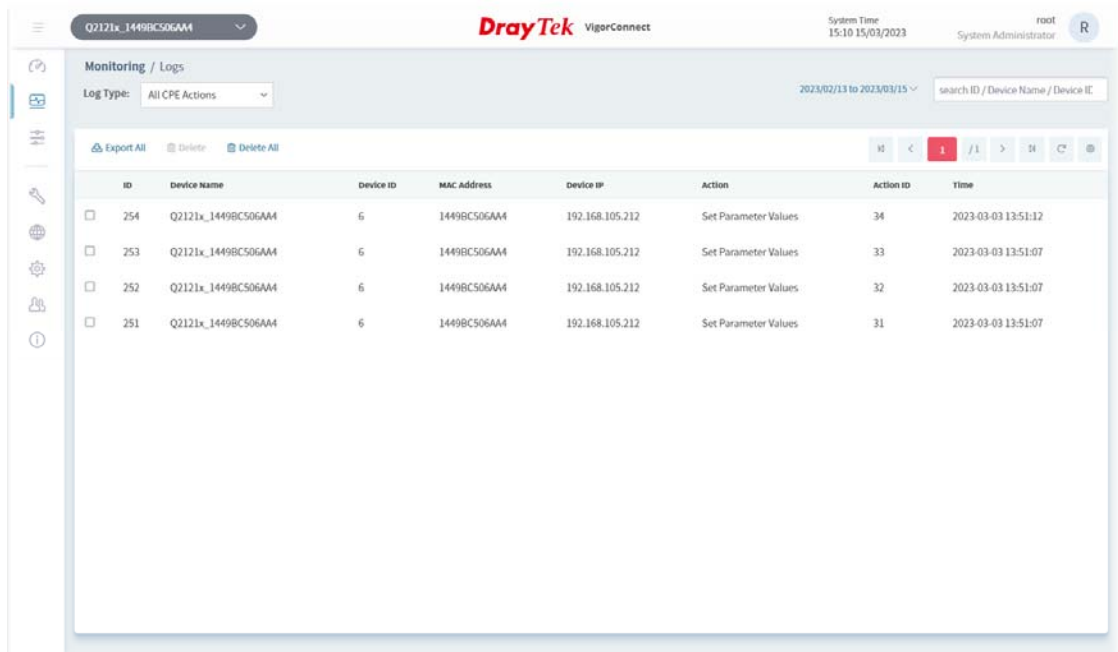 Q2121x_1449BC506AA4
DrayTek VigorConnect
System Time
15:10 15/03/2023
root
System Administrator
R
Monitoring / Logs
Log Type: All CPE Actions
2023/02/13 to 2023/03/15
search ID / Device Name / Device IC
Export All Delete Delete All
1 /1
ID Device Name Device ID MAC Address Device IP Action Action ID Time
254 Q2121x_1449BC506AA4 6 1449BC506AA4 192.168.105.212 Set Parameter Values 34 2023-03-03 13:51:12
253 Q2121x_1449BC506AA4 6 1449BC506AA4 192.168.105.212 Set Parameter Values 33 2023-03-03 13:51:07
252 Q2121x_1449BC506AA4 6 1449BC506AA4 192.168.105.212 Set Parameter Values 32 2023-03-03 13:51:07
251 Q2121x_1449BC506AA4 6 1449BC506AA4 192.168.105.212 Set Parameter Values 31 2023-03-03 13:51:07